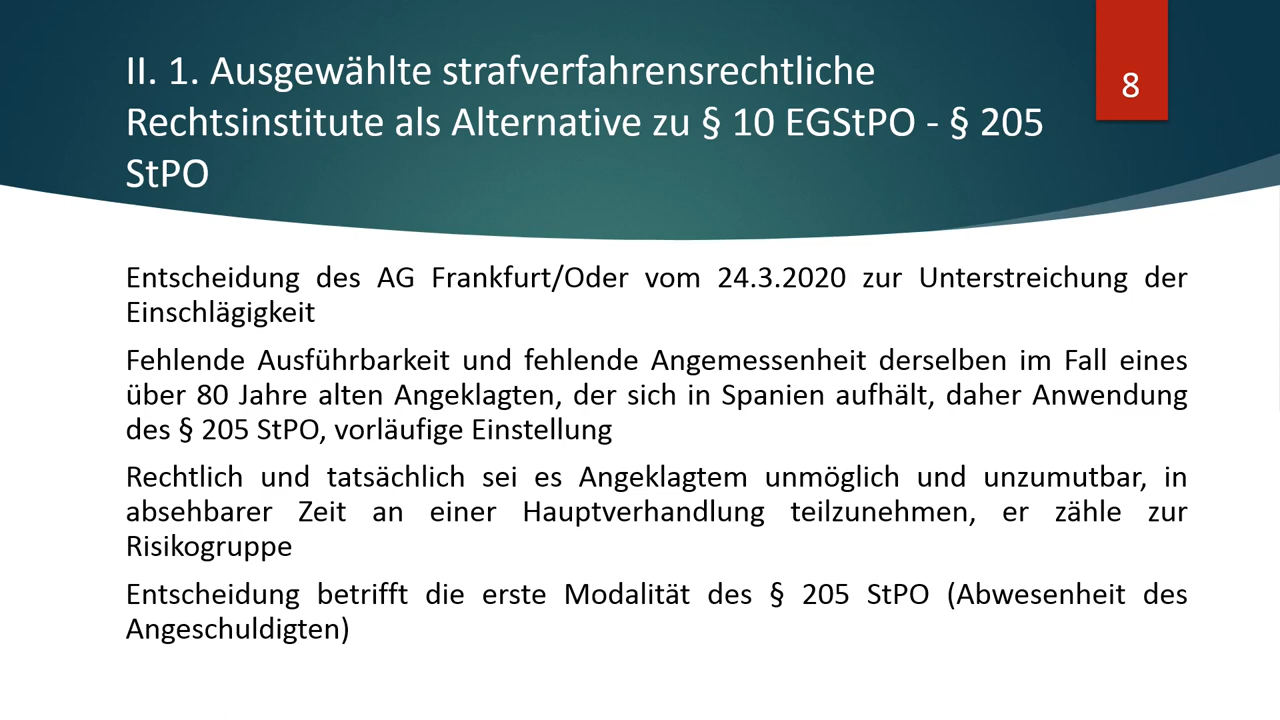 II. 1. Ausgewählte strafverfahrensrechtliche
Rechtsinstitute als Alternative zu § 10 EGStPO - § 205
StPO
8
Entscheidung des AG Frankfurt/Oder vom 24.3.2020 zur Unterstreichung der
Einschlägigkeit
Fehlende Ausführbarkeit und fehlende Angemessenheit derselben im Fall eines
über 80 Jahre alten Angeklagten, der sich in Spanien aufhält, daher Anwendung
des § 205 StPO, vorläufige Einstellung
Rechtlich und tatsächlich sei es Angeklagtem unmöglich und unzumutbar, in
absehbarer Zeit an einer Hauptverhandlung teilzunehmen, er zähle zur
Risikogruppe
Entscheidung betrifft die erste Modalität des § 205 StPO (Abwesenheit des
Angeschuldigten)